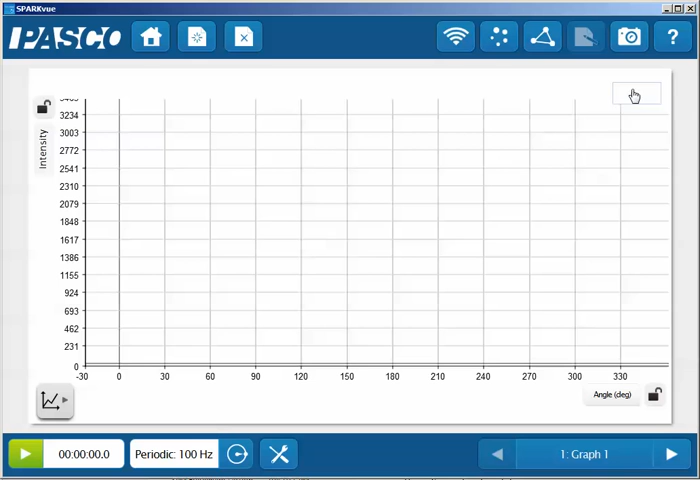 SPARKvue
PASCO
?
3465
3234
3003
2772
2541
2310
2079
1848
1617
1386
1155
924
693
462
231
0
Intensity
-30 0 30 60 90 120 150 180 210 240 270 300 330
Angle (deg)
00:00:00.0
Periodic: 100 Hz
1: Graph 1